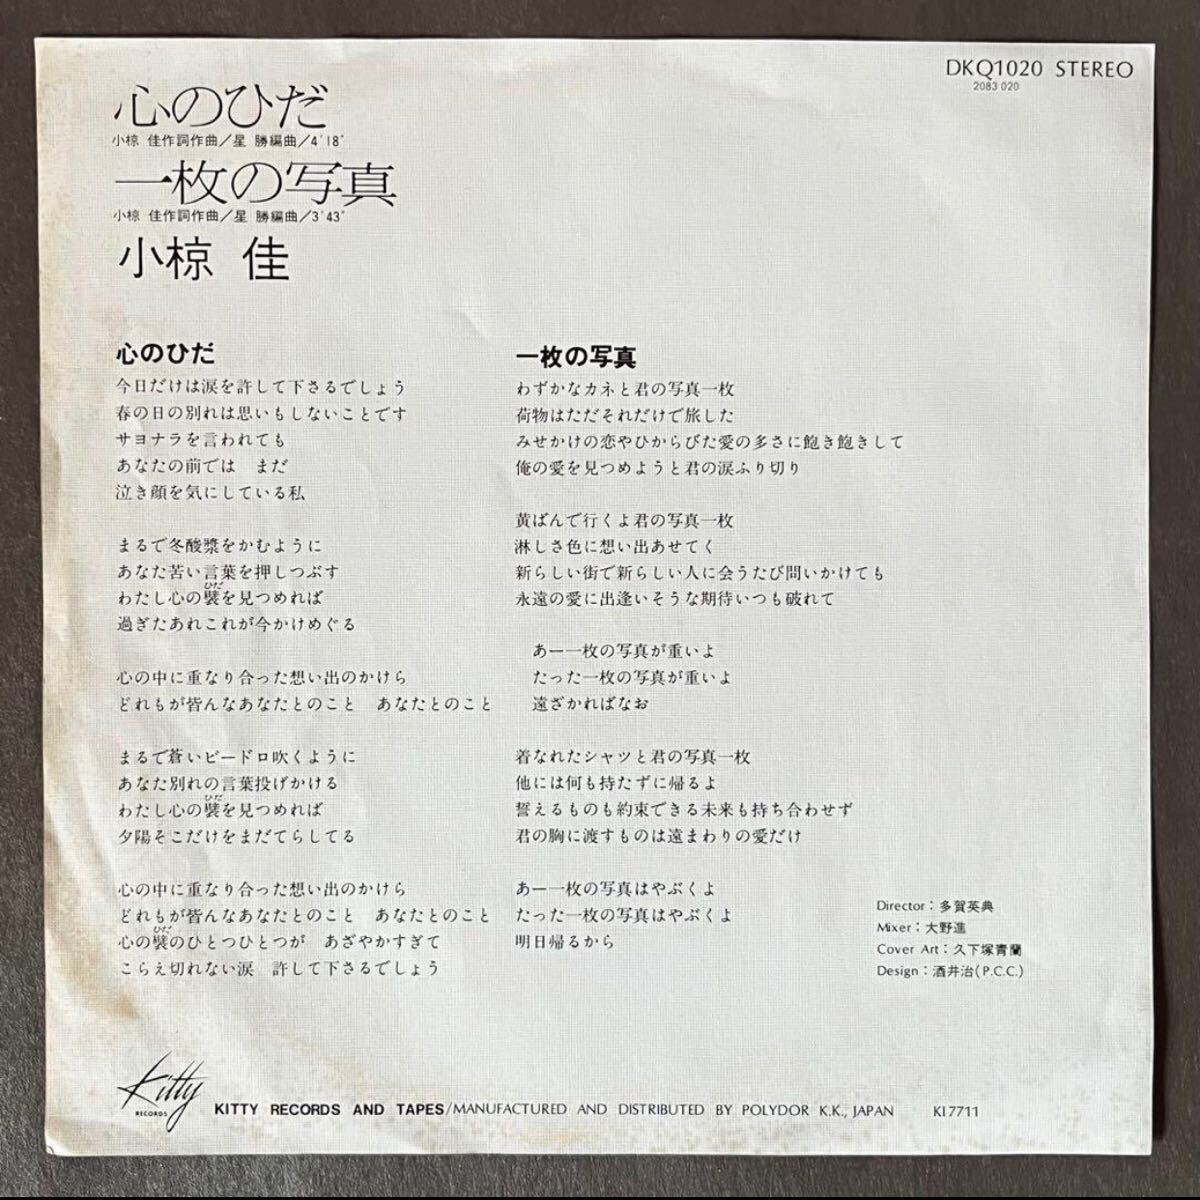 DKQ1020 STEREO
2083 020
心のひだ
小椋 佳作詞作曲/星 勝編曲/4'18"
一枚の写真
小椋 佳作詞作曲/星 勝編曲/3'43"
小椋 佳
心のひだ
今日だけは涙を許して下さるでしょう
春の日の別れは思いもしないことです
サヨナラを言われても
あなたの前では まだ
泣き顔を気にしている私
まるで冬酸漿をかむように
あなた苦い言葉を押しつぶす
ひだ
わたし心の襞を見つめれば
過ぎたあれこれが今かけめぐる
心の中に重なり合った想い出のかけら
どれもが皆んなあなたとのこと あなたとのこと
まるで蒼いビードロ吹くように
あなた別れの言葉投げかける
ひだ
わたし心の襞を見つめれば
夕陽そこだけをまだてらしてる
心の中に重なり合った想い出のかけら
どれもが皆んなあなたとのこと あなたとのこと
ひだ
心の襞のひとつひとつが あざやかすぎて
こらえ切れない涙 許して下さるでしょう
一枚の写真
わずかなカネと君の写真一枚
荷物はただそれだけで旅した
みせかけの恋やひからびた愛の多さに飽き飽きして
俺の愛を見つめようと君の涙ふり切り
黄ばんで行くよ君の写真一枚
淋しさ色に想い出あせてく
新らしい街で新らしい人に会うたび問いかけても
永遠の愛に出逢いそうな期待いつも破れて
あー一枚の写真が重いよ
たった一枚の写真が重いよ
遠ざかればなお
着なれたシャツと君の写真一枚
他には何も持たずに帰るよ
誓えるものも約束できる未来も持ち合わせず
君の胸に渡すものは遠まわりの愛だけ
あー一枚の写真はやぶくよ
たった一枚の写真はやぶくよ
明日帰るから
Director:多賀英典
Mixer:大野進
Cover Art:久下塚青蘭
Design:酒井治(P.C.C.)
Kitty
RECORDS
KITTY RECORDS AND TAPES/MANUFACTURED AND DISTRIBUTED BY POLYDOR K.K., JAPAN KI7711